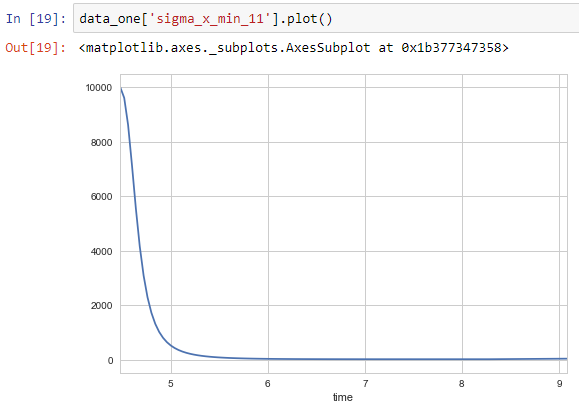 In [19]: data_one['sigma_x_min_11'].plot()
Out[19]: <matplotlib.axes._subplots.AxesSubplot at 0x1b377347358>
10000
8000
6000
4000
2000
0
5 6 7 8 9
time